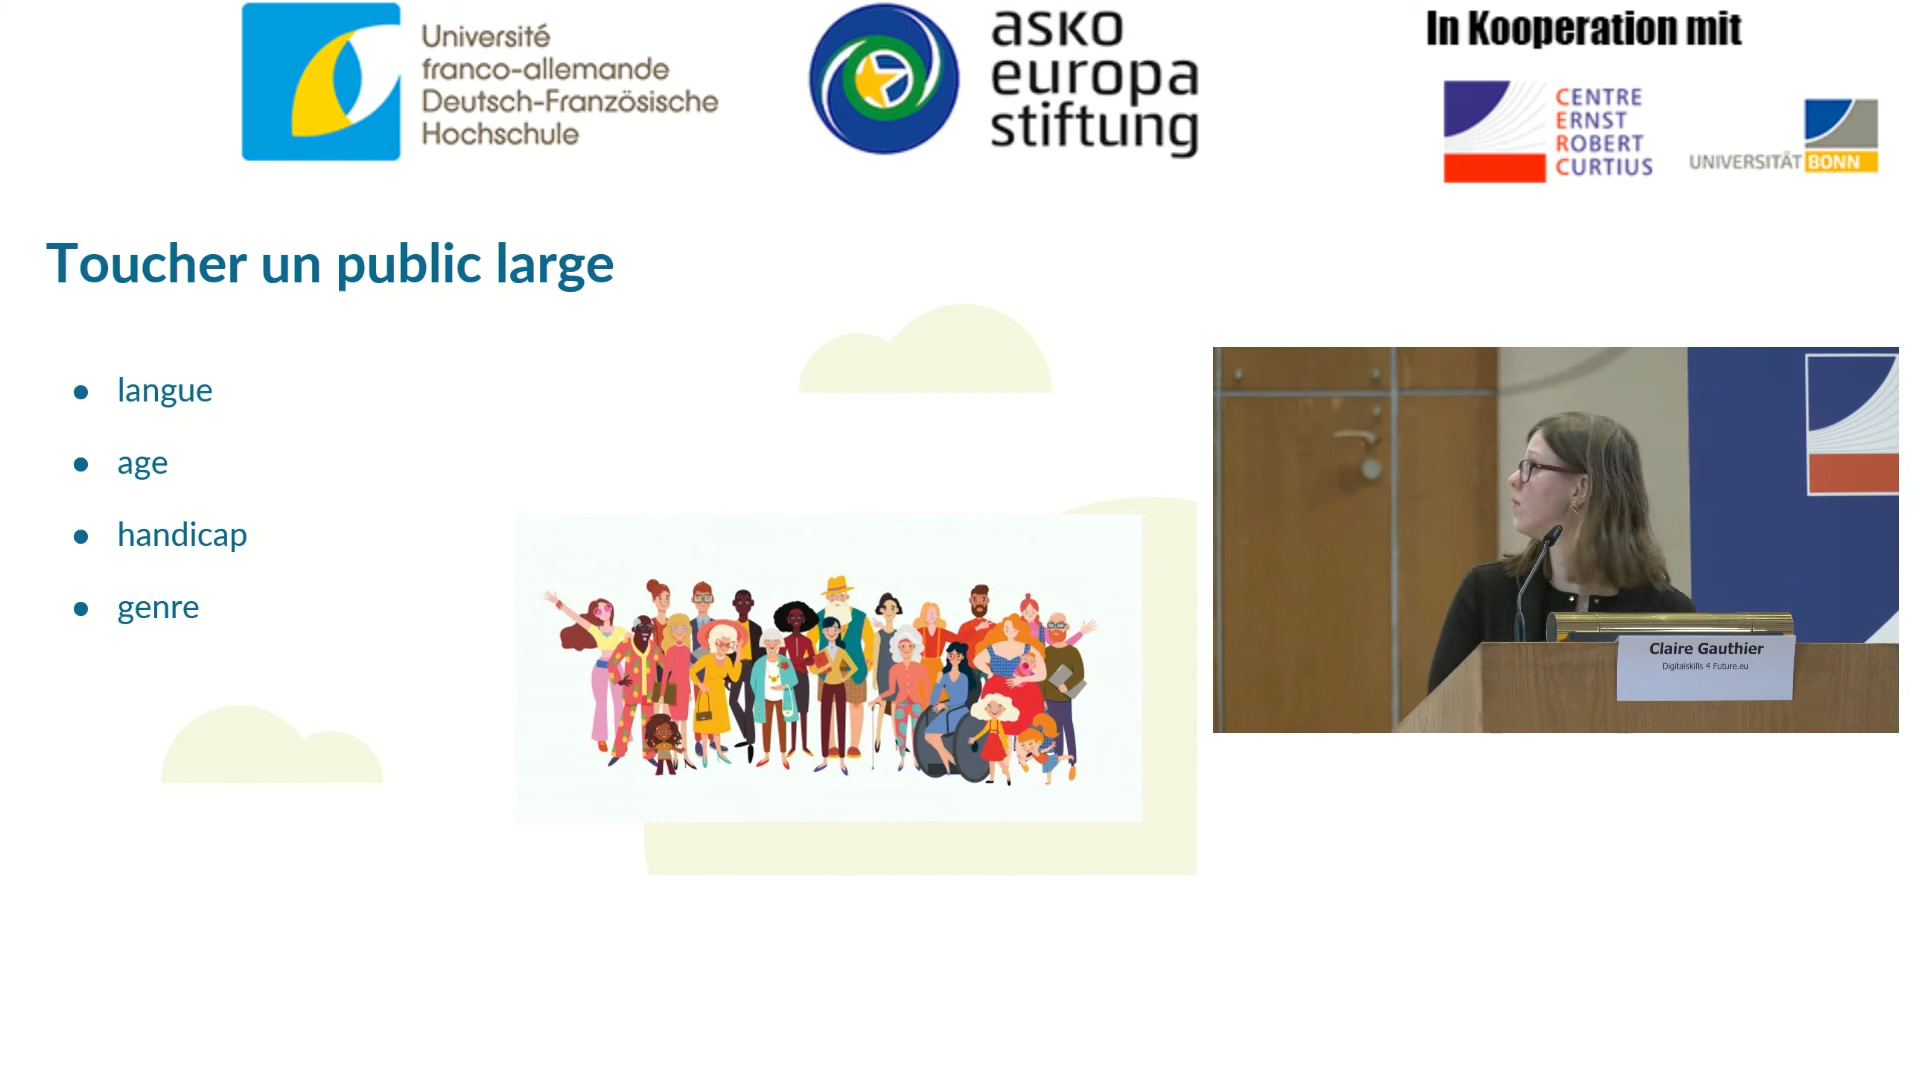 Université
franco-allemande
Deutsch-Französische
Hochschule
asko
europa
stiftung
In Kooperation mit
CENTRE
ERNST
ROBERT
CURTIUS
UNIVERSITÄT BONN
Toucher un public large
• langue
• age
• handicap
• genre
Claire Gauthier
Digitalskills 4 Future.eu